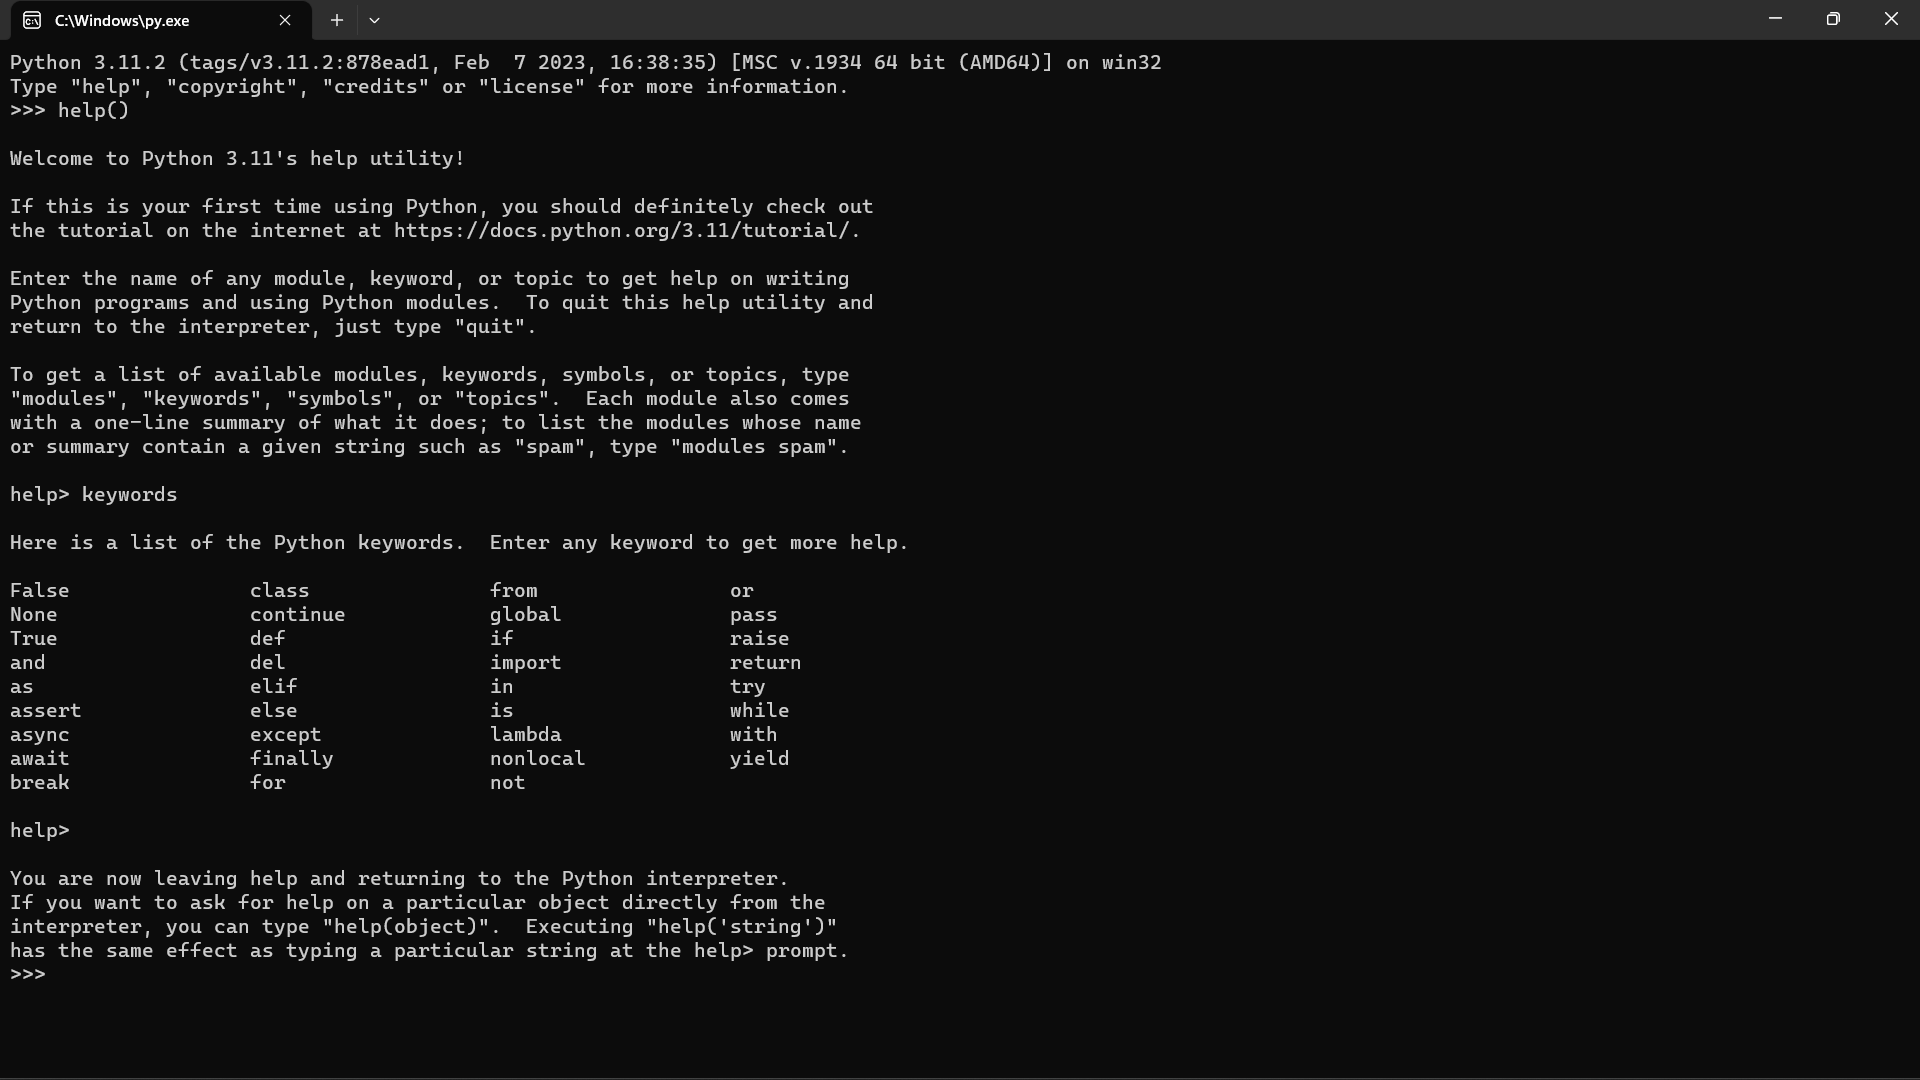 C:\Windows\py.exe
Python 3.11.2 (tags/v3.11.2:878ead1, Feb  7 2023, 16:38:35) [MSC v.1934 64 bit (AMD64)] on win32
Type "help", "copyright", "credits" or "license" for more information.
>>> help()

Welcome to Python 3.11's help utility!

If this is your first time using Python, you should definitely check out
the tutorial on the internet at https://docs.python.org/3.11/tutorial/.

Enter the name of any module, keyword, or topic to get help on writing
Python programs and using Python modules.  To quit this help utility and
return to the interpreter, just type "quit".

To get a list of available modules, keywords, symbols, or topics, type
"modules", "keywords", "symbols", or "topics".  Each module also comes
with a one-line summary of what it does; to list the modules whose name
or summary contain a given string such as "spam", type "modules spam".

help> keywords

Here is a list of the Python keywords.  Enter any keyword to get more help.

False               class               from                or
None                continue            global              pass
True                def                 if                  raise
and                 del                 import              return
as                  elif                in                  try
assert              else                is                  while
async               except              lambda              with
await               finally             nonlocal            yield
break               for                 not

help>

You are now leaving help and returning to the Python interpreter.
If you want to ask for help on a particular object directly from the
interpreter, you can type "help(object)".  Executing "help('string')"
has the same effect as typing a particular string at the help> prompt.
>>>